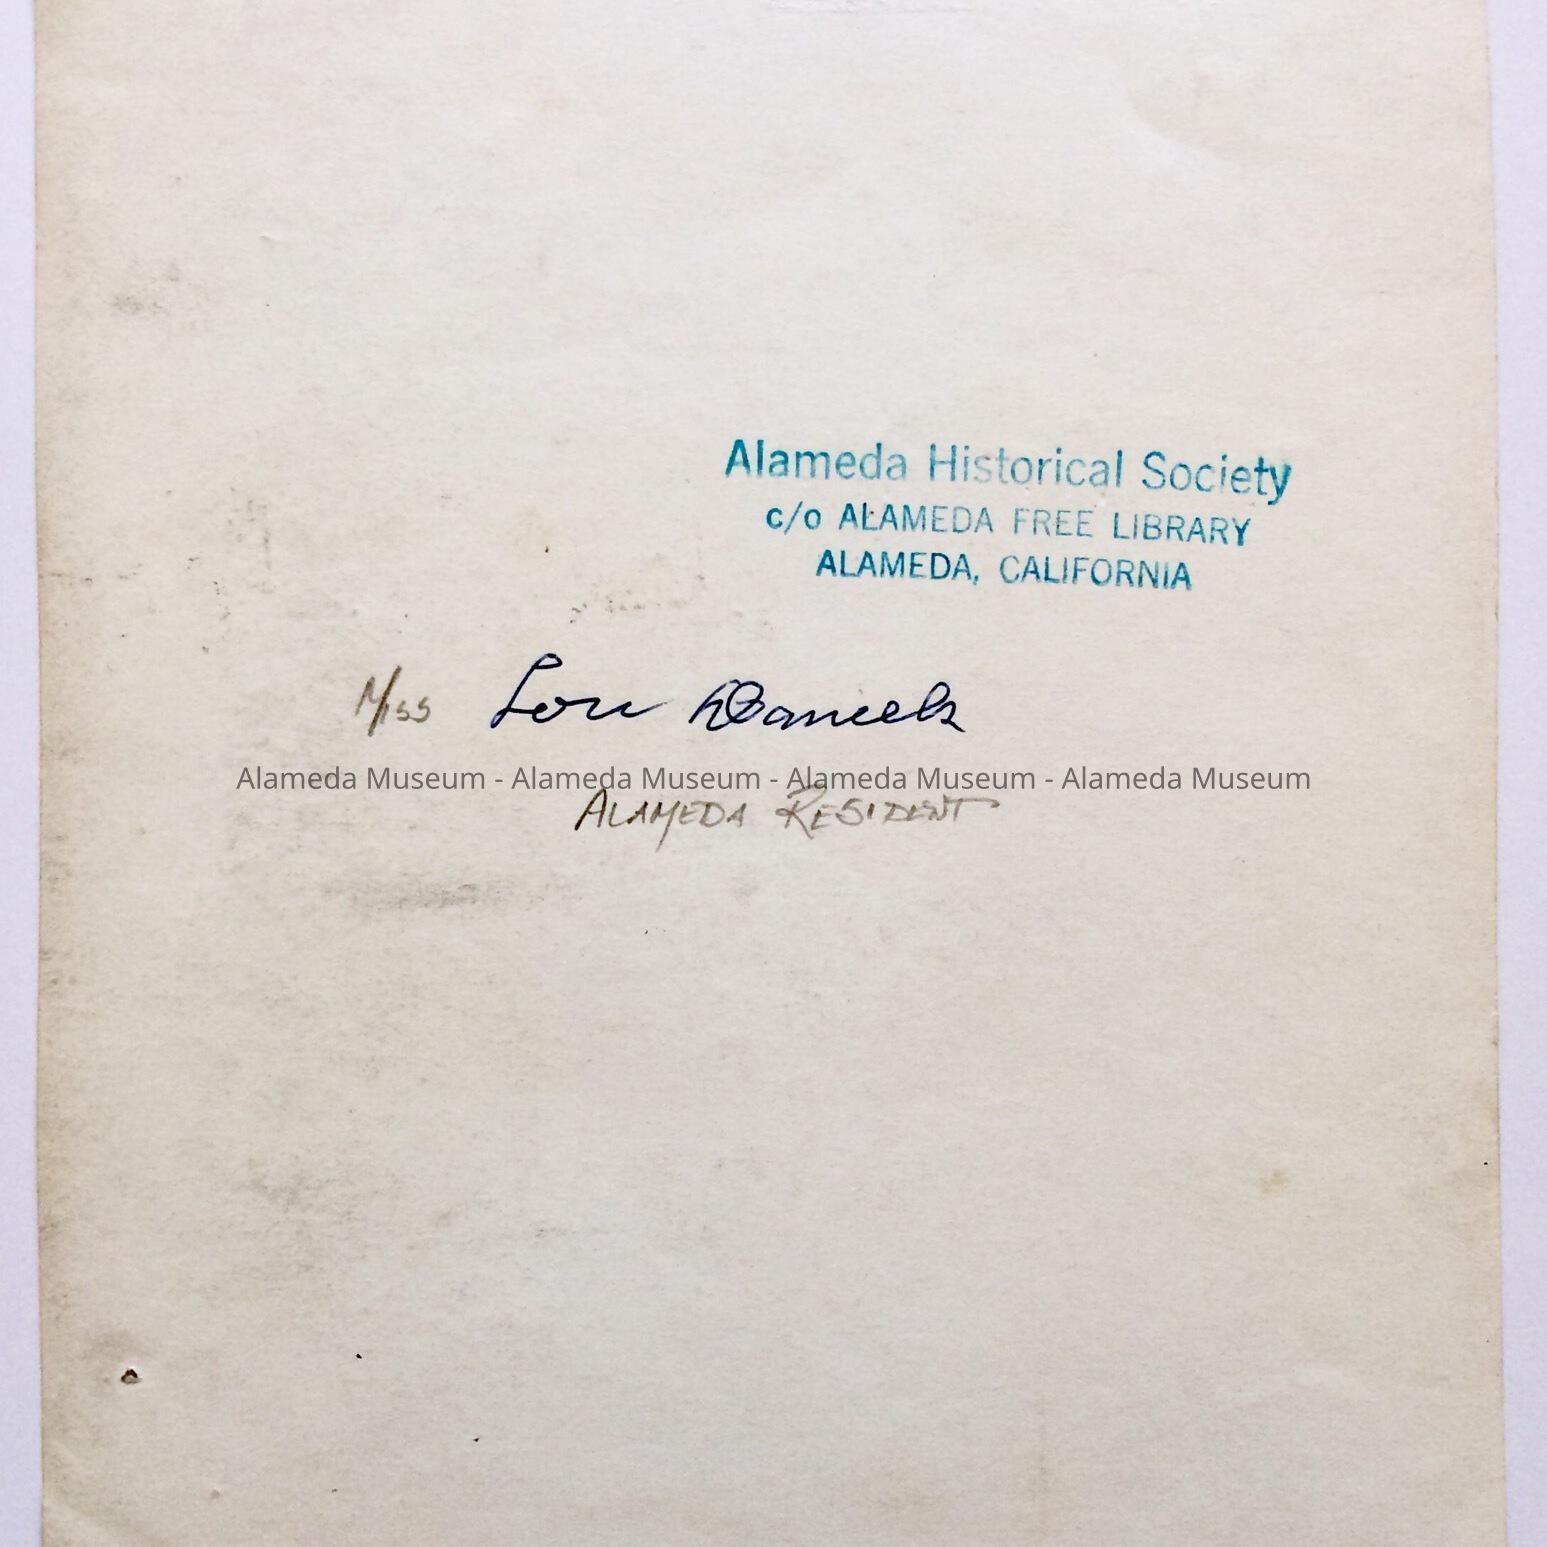 Alameda Historical Society
c/o ALAMEDA FREE LIBRARY
ALAMEDA, CALIFORNIA
Miss Lou Daniels
Alameda Museum - Alameda Museum - Alameda Museum - Alameda Museum
ALAMEDA RESIDENT